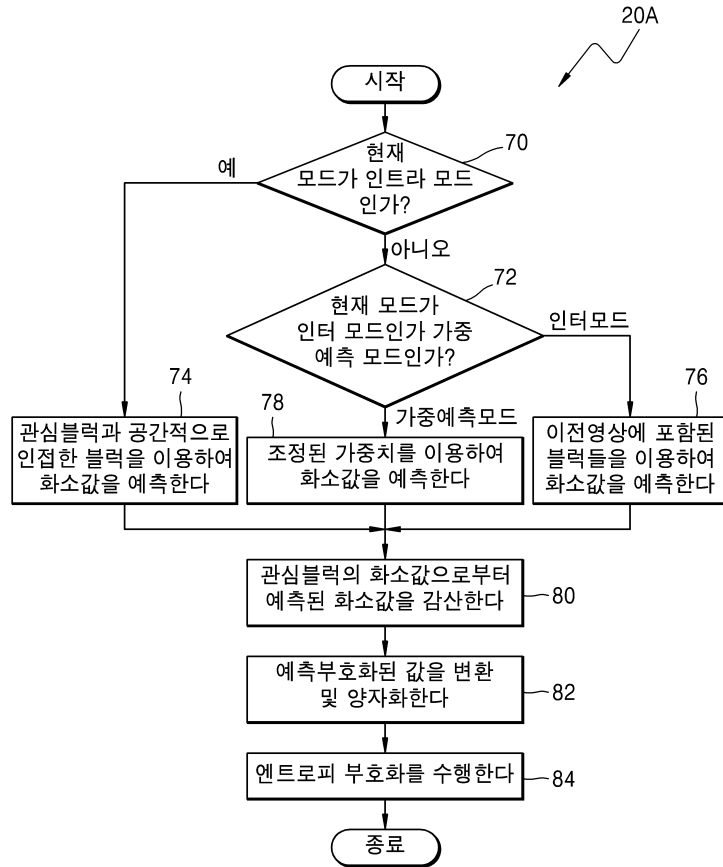 20A
시작
70
현재
모드가 인트라 모드
인가?
예
아니오
72
현재 모드가
인터 모드인가 가중
예측 모드인가?
인터모드
가중예측모드
74
관심블럭과 공간적으로
인접한 블럭을 이용하여
화소값을 예측한다
78
조정된 가중치를 이용하여
화소값을 예측한다
76
이전영상에 포함된
블럭들을 이용하여
화소값을 예측한다
관심블럭의 화소값으로부터
예측된 화소값을 감산한다
80
예측부호화된 값을 변환
및 양자화한다
82
엔트로피 부호화를 수행한다
84
종료